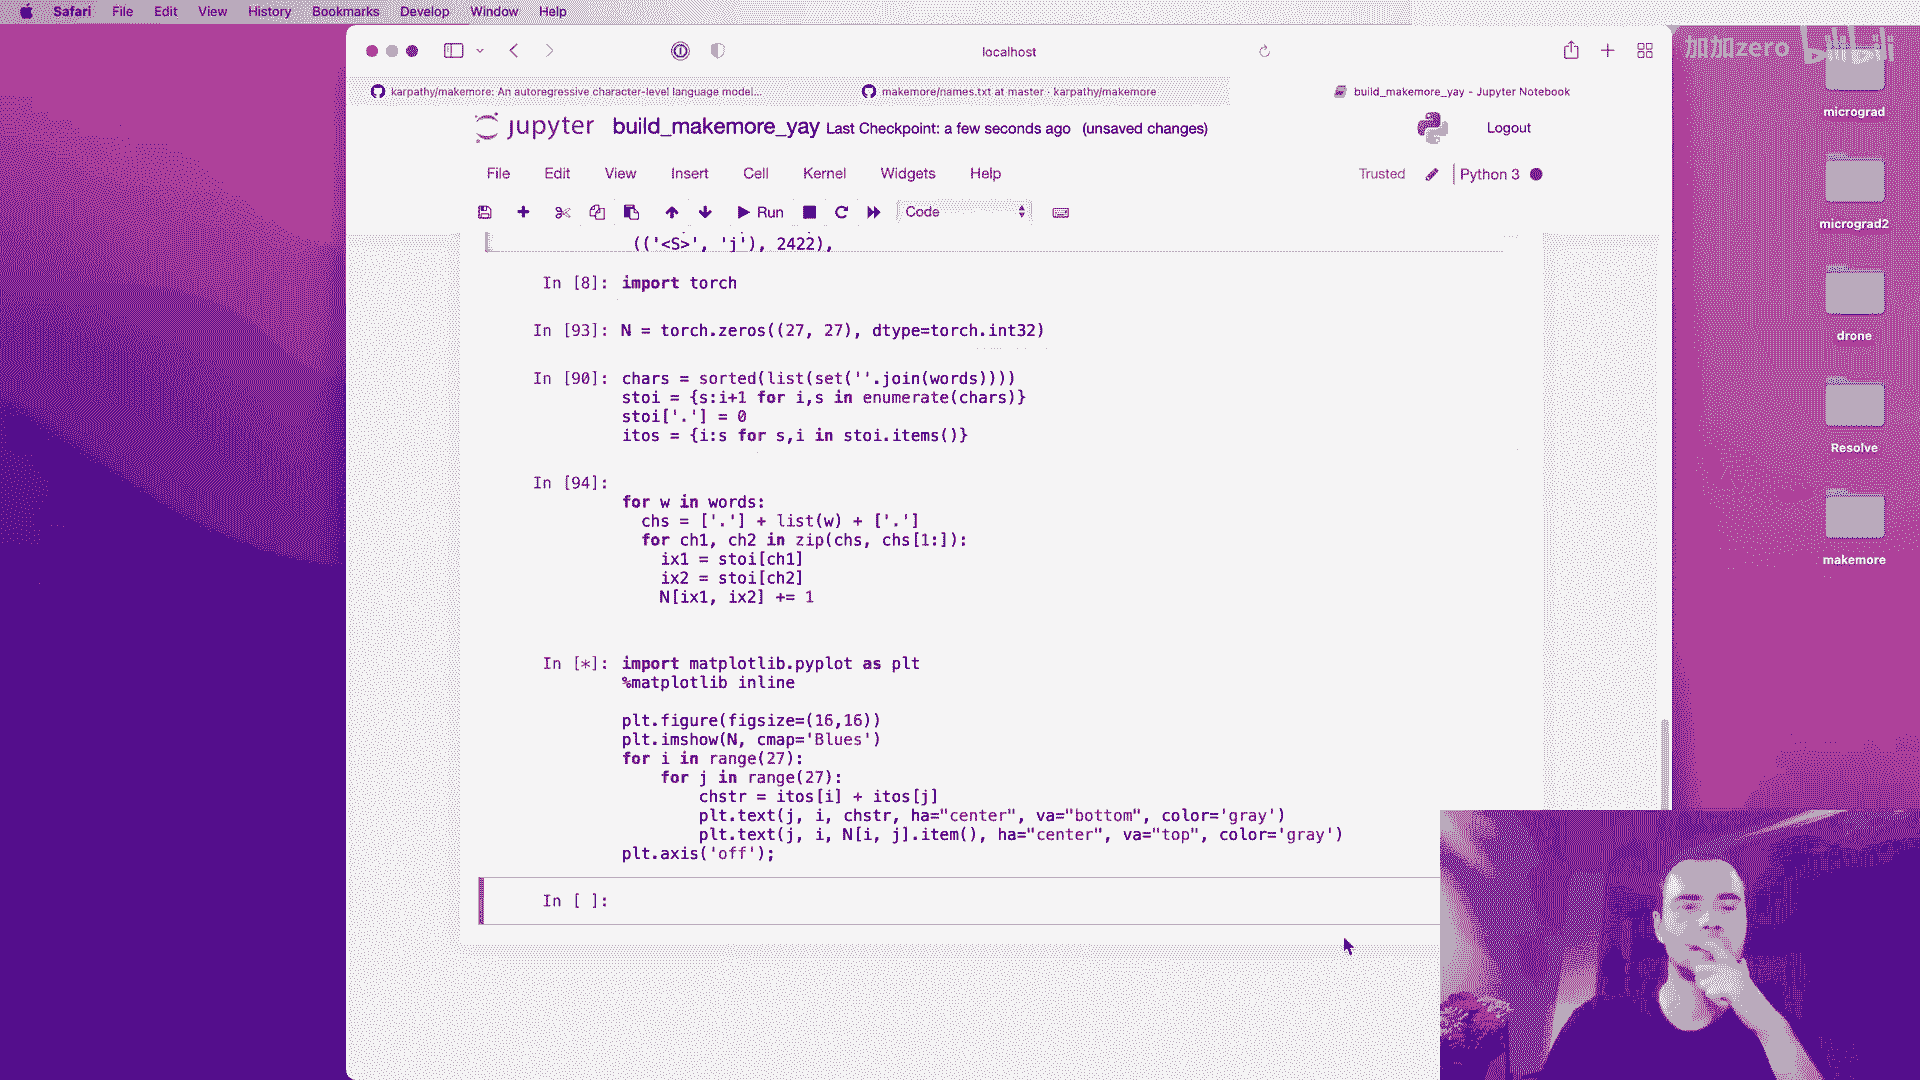 Safari File Edit View History Bookmarks Develop Window Help
加加zero bilibili
localhost
karpathy/makemore: An autoregressive character-level language model...
makemore/names.txt at master · karpathy/makemore
build_makemore_yay - Jupyter Notebook
jupyter build_makemore_yay Last Checkpoint: a few seconds ago (unsaved changes)
Logout
File Edit View Insert Cell Kernel Widgets Help
Trusted Python 3
Run Code
(('<S>', 'j'), 2422),
In [8]: import torch
In [93]: N = torch.zeros((27, 27), dtype=torch.int32)
In [90]: chars = sorted(list(set(''.join(words))))
stoi = {s:i+1 for i,s in enumerate(chars)}
stoi['.'] = 0
itos = {i:s for s,i in stoi.items()}
In [94]:
for w in words:
chs = ['.'] + list(w) + ['.']
for ch1, ch2 in zip(chs, chs[1:]):
ix1 = stoi[ch1]
ix2 = stoi[ch2]
N[ix1, ix2] += 1
In [*]: import matplotlib.pyplot as plt
%matplotlib inline
plt.figure(figsize=(16,16))
plt.imshow(N, cmap='Blues')
for i in range(27):
for j in range(27):
chstr = itos[i] + itos[j]
plt.text(j, i, chstr, ha="center", va="bottom", color='gray')
plt.text(j, i, N[i, j].item(), ha="center", va="top", color='gray')
plt.axis('off');
In [ ]:
micrograd
micrograd2
drone
Resolve
makemore